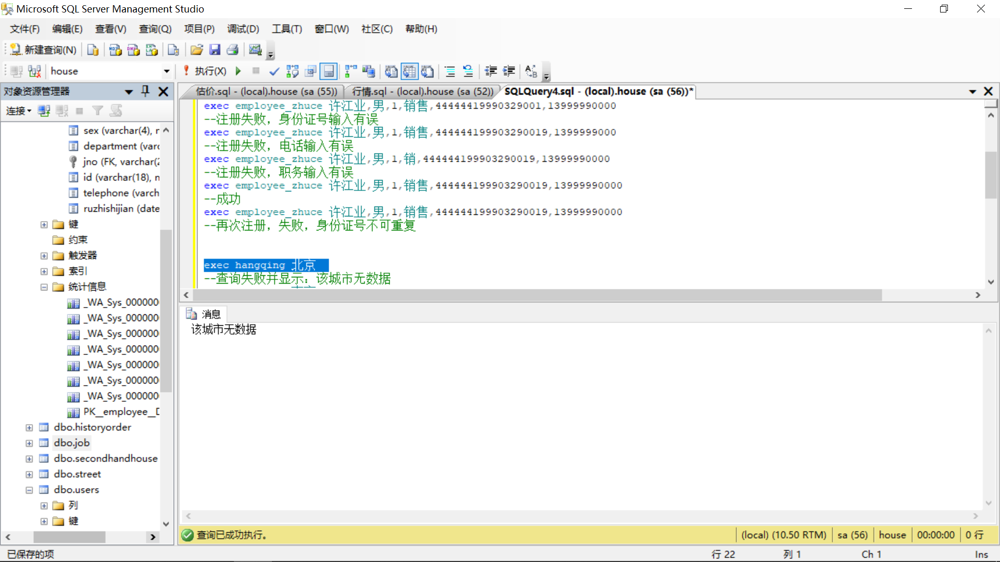 Microsoft SQL Server Management Studio
文件(F) 编辑(E) 查看(V) 查询(Q) 项目(P) 调试(D) 工具(T) 窗口(W) 社区(C) 帮助(H)
新建查询(N)
house 执行(X)
对象资源管理器
连接
sex (varchar(4), r
department (varc
jno (FK, varchar(2
id (varchar(18), n
telephone (varch
ruzhishijian (date
键
约束
触发器
索引
统计信息
_WA_Sys_000000
_WA_Sys_000000
_WA_Sys_000000
_WA_Sys_000000
_WA_Sys_000000
_WA_Sys_000000
_WA_Sys_000000
PK__employee__D
dbo.historyorder
dbo.job
dbo.secondhandhouse
dbo.street
dbo.users
列
键
估价.sql - (local).house (sa (55)) 行情.sql - (local).house (sa (52)) SQLQuery4.sql - (local).house (sa (56))*
exec employee_zhuce 许江业,男,1,销售,44444419990329001,13999990000
--注册失败，身份证号输入有误
exec employee_zhuce 许江业,男,1,销售,444444199903290019,1399999000
--注册失败，电话输入有误
exec employee_zhuce 许江业,男,1,销,444444199903290019,13999990000
--注册失败，职务输入有误
exec employee_zhuce 许江业,男,1,销售,444444199903290019,13999990000
--成功
exec employee_zhuce 许江业,男,1,销售,444444199903290019,13999990000
--再次注册，失败，身份证号不可重复
exec hangqing 北京
--查询失败并显示：该城市无数据
消息
该城市无数据
查询已成功执行。 (local) (10.50 RTM) sa (56) house 00:00:00 0 行
已保存的项 行 22 列 1 Ch 1 Ins